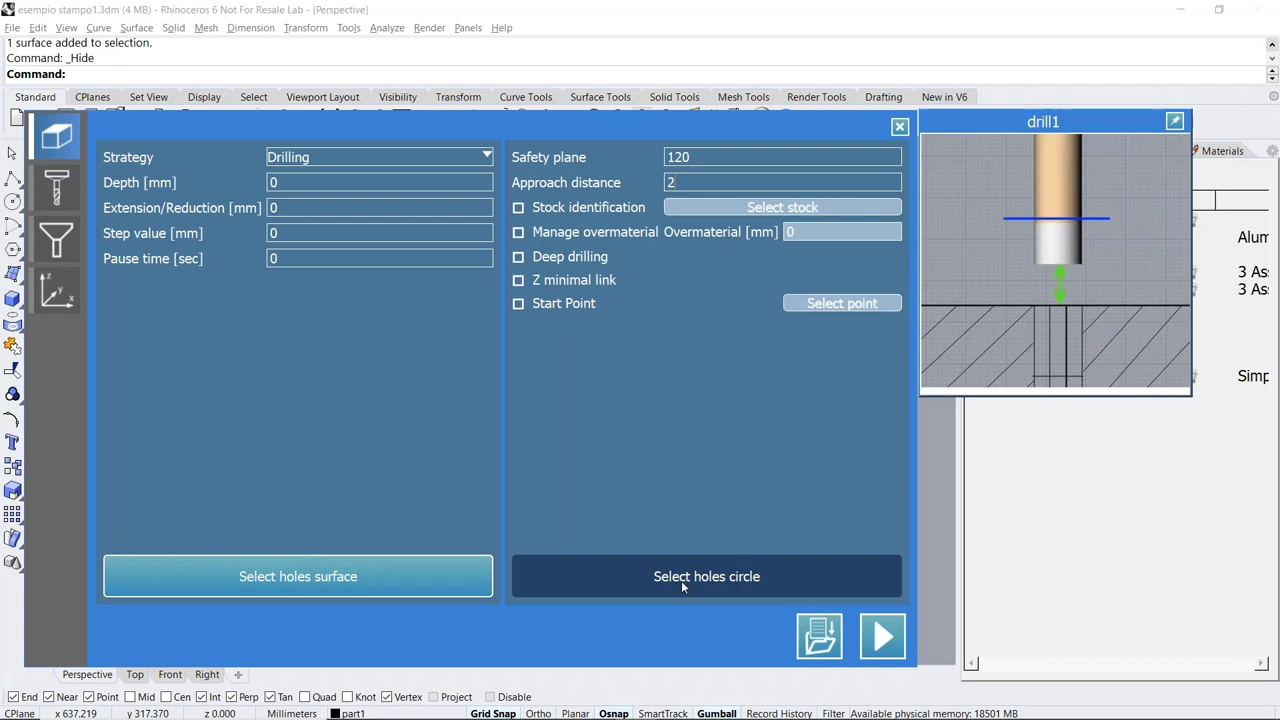 esempio stampo1.3dm (4 MB) - Rhinoceros 6 Not For Resale Lab - [Perspective]
File Edit View Curve Surface Solid Mesh Dimension Transform Tools Analyze Render Panels Help
1 surface added to selection.
Command: _Hide
Command:
Standard CPlanes Set View Display Select Viewport Layout Visibility Transform Curve Tools Surface Tools Solid Tools Mesh Tools Render Tools Drafting New in V6
drill1
Materials
Strategy Drilling
Depth [mm] 0
Extension/Reduction [mm] 0
Step value [mm] 0
Pause time [sec] 0
Safety plane 120
Approach distance 2
Stock identification Select stock
Manage overmaterial Overmaterial [mm] 0
Deep drilling
Z minimal link
Start Point Select point
z
y
x
Alum
3 Ass
3 Ass
Simp
Select holes surface
Select holes circle
Perspective Top Front Right
End Near Point Mid Cen Int Perp Tan Quad Knot Vertex Project Disable
CPlane x 637.219 y 317.370 z 0.000 Millimeters part1 Grid Snap Ortho Planar Osnap SmartTrack Gumball Record History Filter Available physical memory: 18501 MB